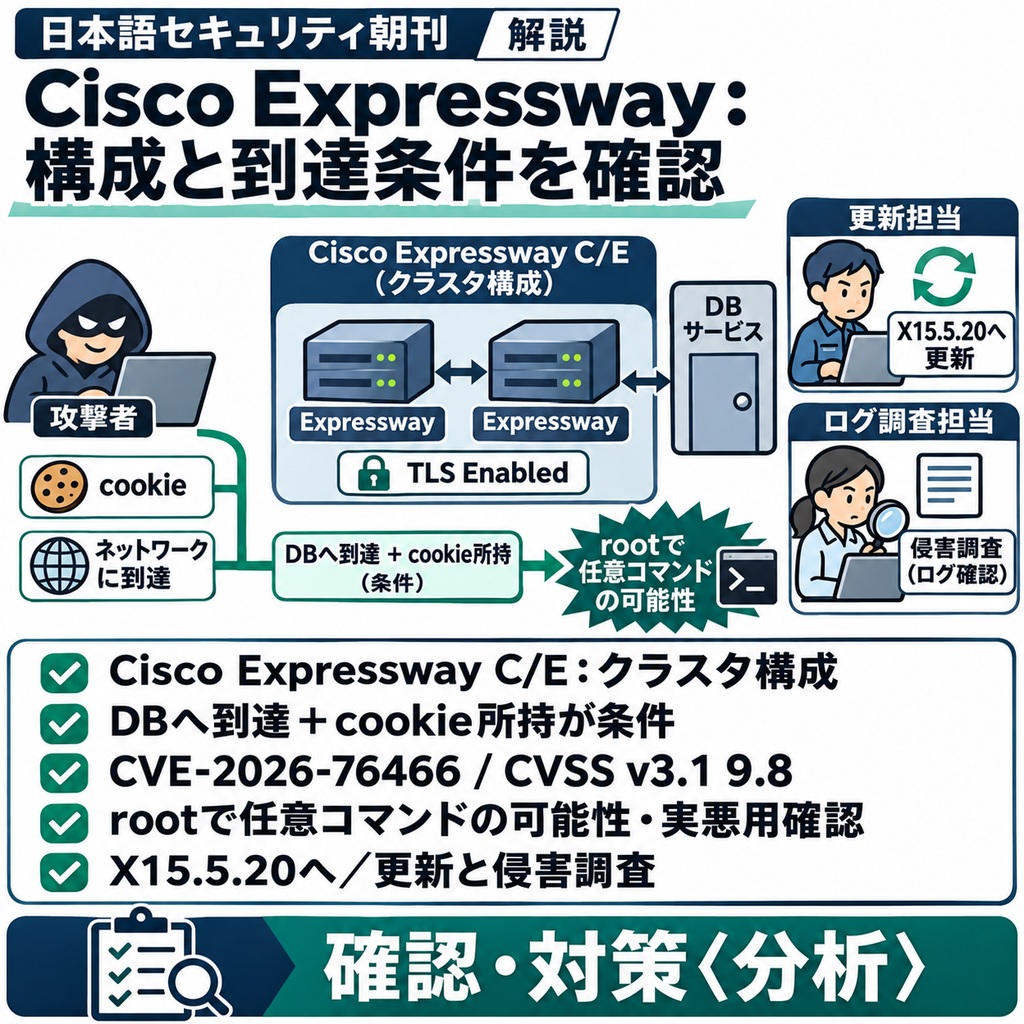 日本語セキュリティ朝刊
解説
Cisco Expressway：
構成と到達条件を確認
攻撃者
cookie
ネットワーク
に到達
Cisco Expressway C/E
（クラスタ構成）
Expressway
Expressway
TLS Enabled
DB
サービス
DBへ到達 + cookie所持
（条件）
rootで
任意コマンド
の可能性
更新担当
X15.5.20へ
更新
ログ調査担当
侵害調査
（ログ確認）
Cisco Expressway C/E：クラスタ構成
DBへ到達＋cookie所持が条件
CVE-2026-76466 / CVSS v3.1 9.8
rootで任意コマンドの可能性・実悪用確認
X15.5.20へ／更新と侵害調査
確認・対策〈分析〉